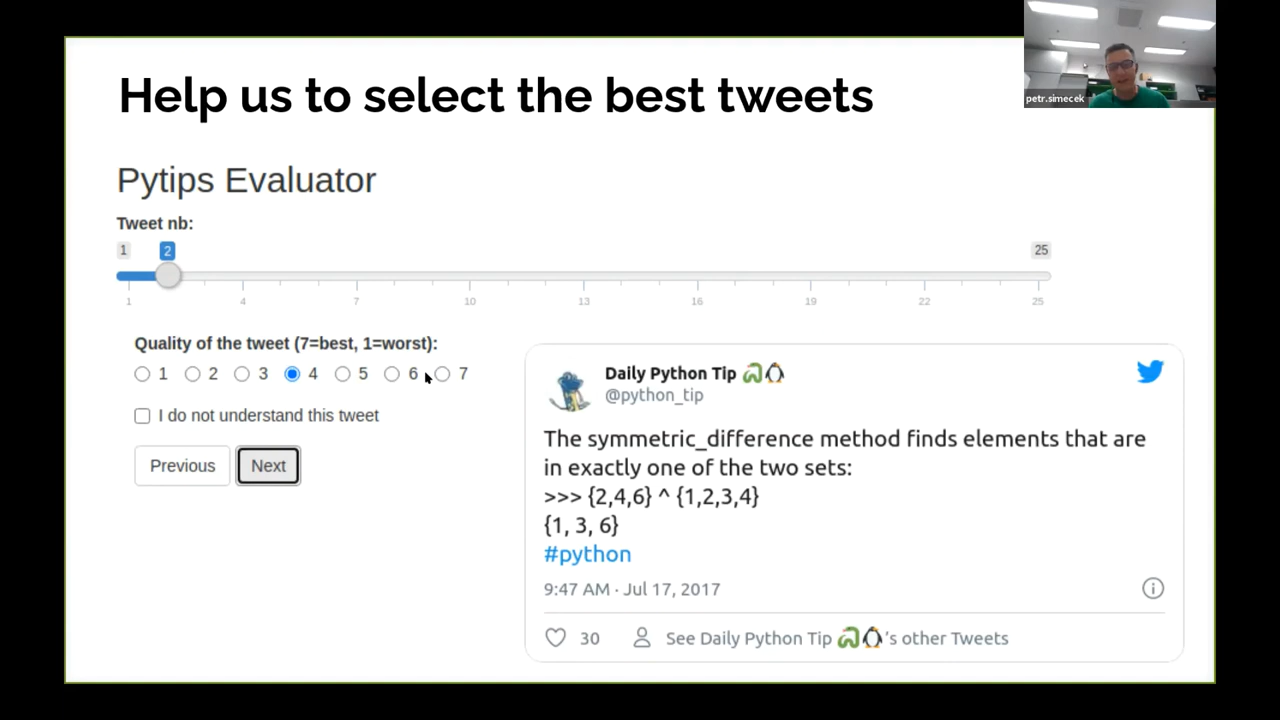 Help us to select the best tweets
petr.simecek
Pytips Evaluator
Tweet nb:
1 2 25
1 4 7 10 13 16 19 22 25
Quality of the tweet (7=best, 1=worst):
1 2 3 4 5 6 7
I do not understand this tweet
Previous Next
Daily Python Tip 🐍🐧
@python_tip
The symmetric_difference method finds elements that are
in exactly one of the two sets:
>>> {2,4,6} ^ {1,2,3,4}
{1, 3, 6}
#python
9:47 AM · Jul 17, 2017
30 See Daily Python Tip 🐍🐧's other Tweets